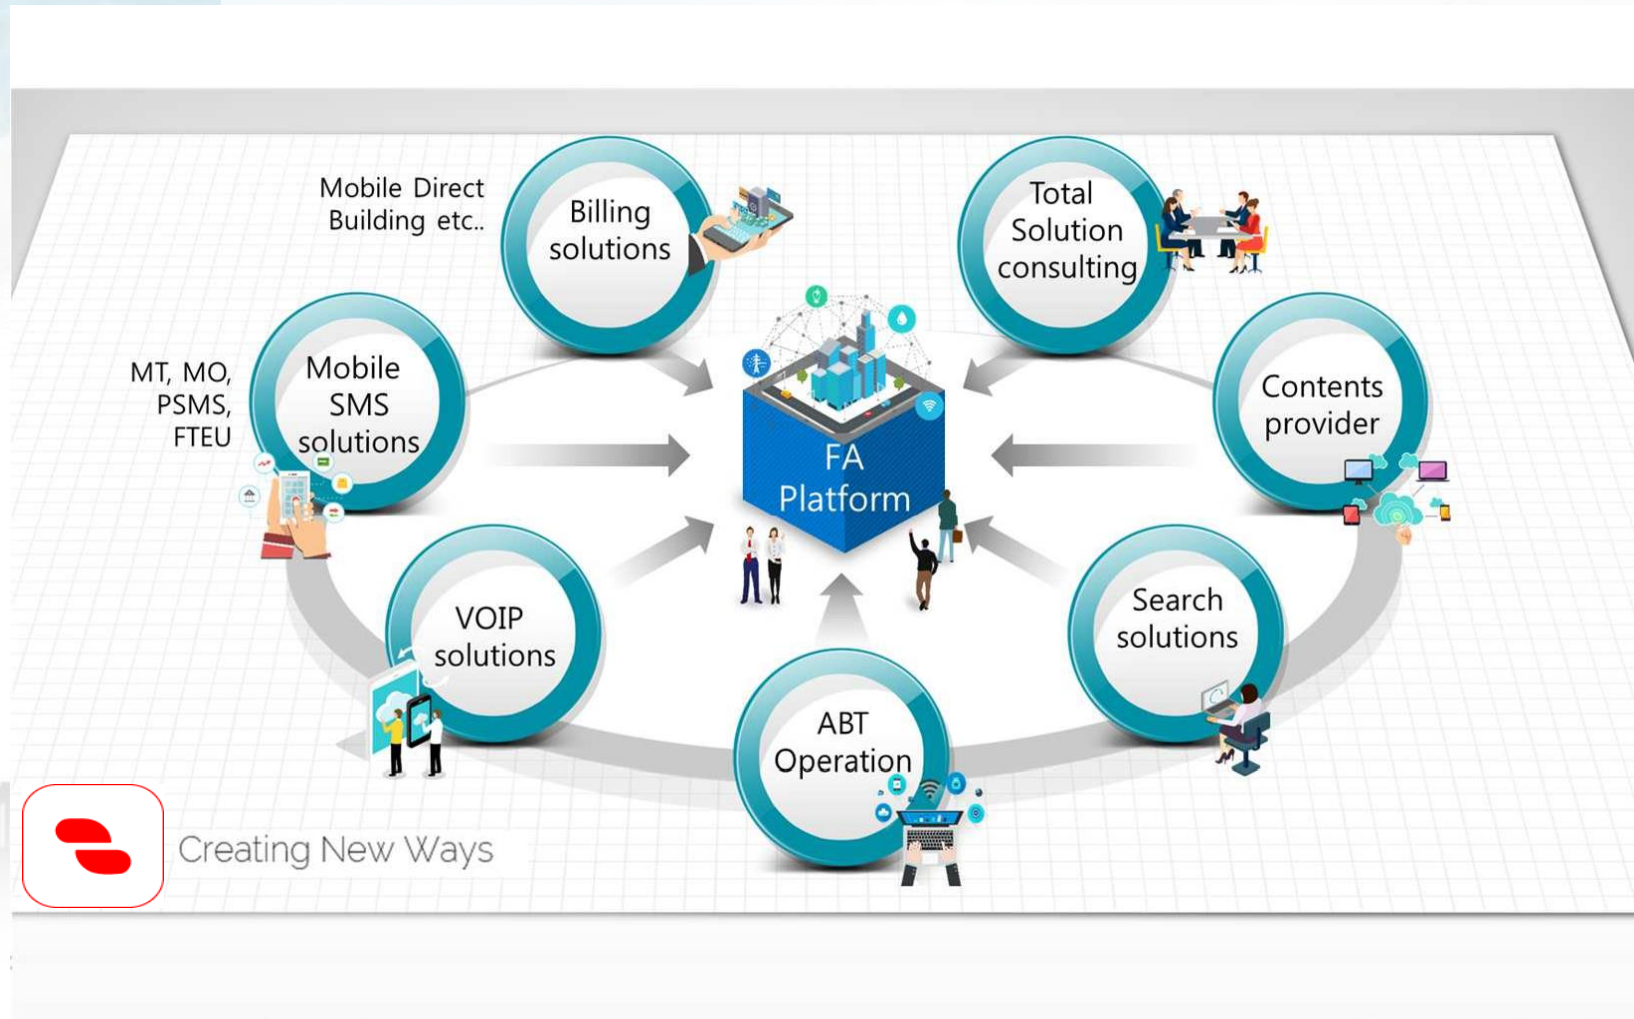 Mobile Direct
Building etc..
Billing
solutions
Total
Solution
consulting
MT, MO,
PSMS,
FTEU
Mobile
SMS
solutions
Contents
provider
FA
Platform
VOIP
solutions
Search
solutions
ABT
Operation
Creating New Ways